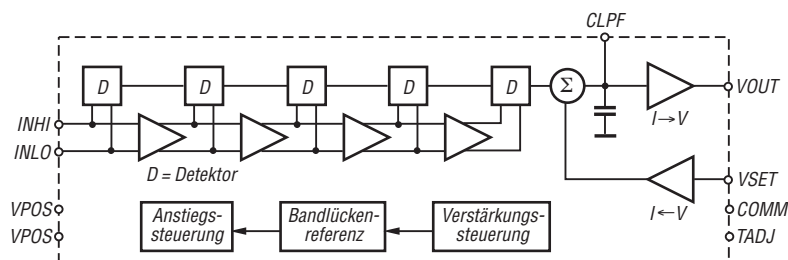 CLPF
D D D D D Σ VOUT
INHI I→V
INLO
D = Detektor
VSET
VPOS Anstiegs- Bandlücken- Verstärkungs- I←V COMM
VPOS steuerung referenz steuerung TADJ